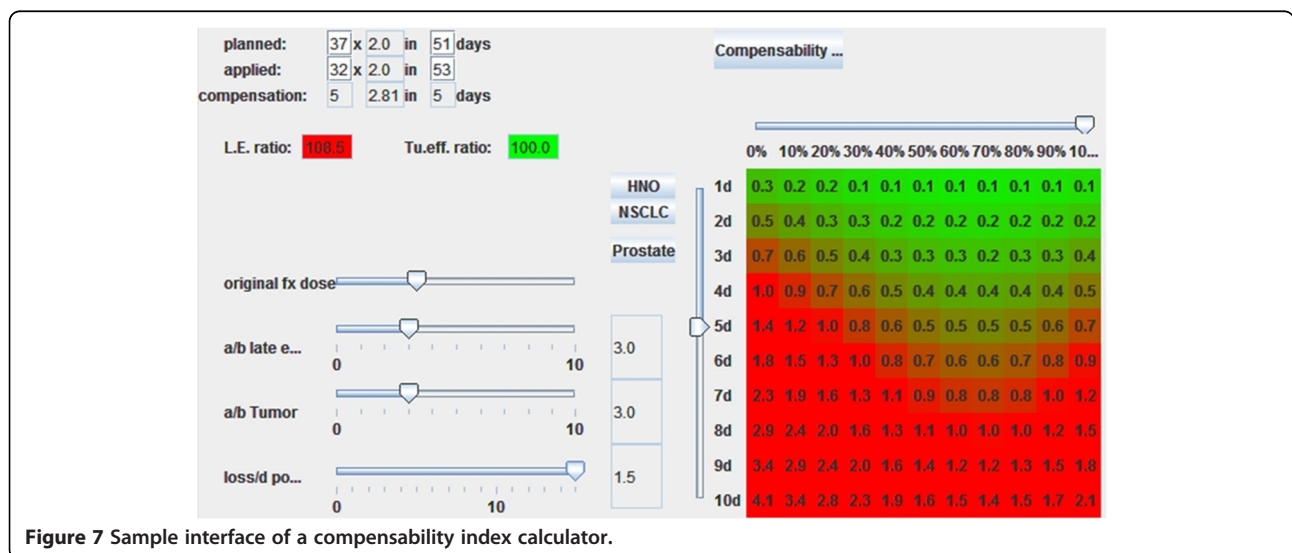 planned: 37 x 2.0 in 51 days
applied: 32 x 2.0 in 53
compensation: 5 2.81 in 5 days
L.E. ratio: 108.5 Tu.eff. ratio: 100.0
HNO
NSCLC
Prostate
original fx dose
a/b late e...
0 10
3.0
a/b Tumor
0 10
3.0
loss/d po...
0 10
1.5
Compensability ...
0% 10% 20% 30% 40% 50% 60% 70% 80% 90% 10...
1d 0.3 0.2 0.2 0.1 0.1 0.1 0.1 0.1 0.1 0.1 0.1
2d 0.5 0.4 0.3 0.3 0.2 0.2 0.2 0.2 0.2 0.2 0.2
3d 0.7 0.6 0.5 0.4 0.3 0.3 0.3 0.2 0.3 0.3 0.4
4d 1.0 0.9 0.7 0.6 0.5 0.4 0.4 0.4 0.4 0.4 0.5
5d 1.4 1.2 1.0 0.8 0.6 0.5 0.5 0.5 0.5 0.6 0.7
6d 1.8 1.5 1.3 1.0 0.8 0.7 0.6 0.6 0.7 0.8 0.9
7d 2.3 1.9 1.6 1.3 1.1 0.9 0.8 0.8 0.8 1.0 1.2
8d 2.9 2.4 2.0 1.6 1.3 1.1 1.0 1.0 1.0 1.2 1.5
9d 3.4 2.9 2.4 2.0 1.6 1.4 1.2 1.2 1.3 1.5 1.8
10d 4.1 3.4 2.8 2.3 1.9 1.6 1.5 1.4 1.5 1.7 2.1
Figure 7 Sample interface of a compensability index calculator.